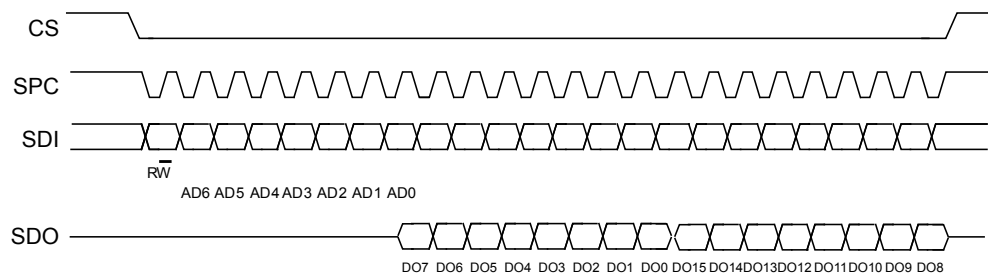 CS
SPC
SDI
RW
AD6 AD5 AD4 AD3 AD2 AD1 AD0
SDO
DO7 DO6 DO5 DO4 DO3 DO2 DO1 DO0 DO15 DO14 DO13 DO12 DO11 DO10 DO9 DO8